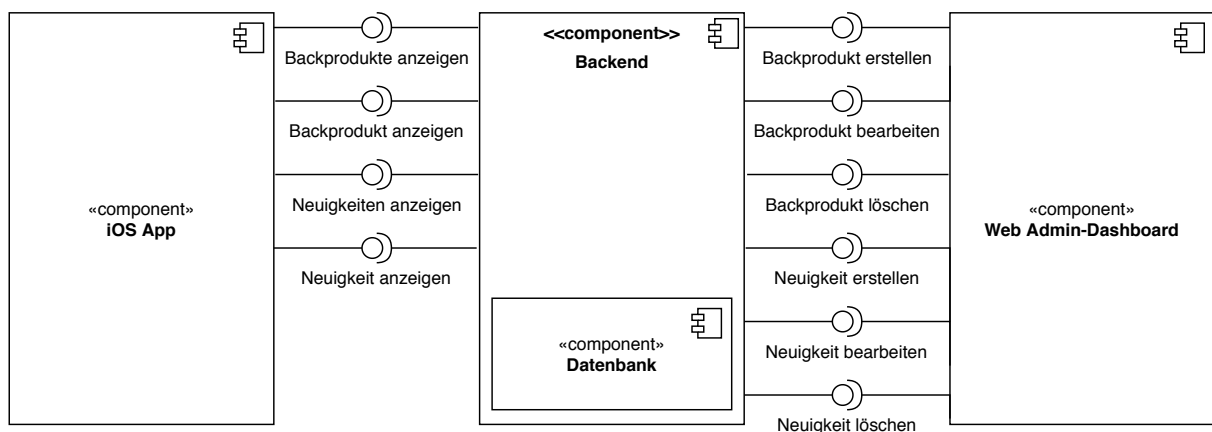 «component»
iOS App
Backprodukte anzeigen
Backprodukt anzeigen
Neuigkeiten anzeigen
Neuigkeit anzeigen
<<component>>
Backend
«component»
Datenbank
Backprodukt erstellen
Backprodukt bearbeiten
Backprodukt löschen
Neuigkeit erstellen
Neuigkeit bearbeiten
Neuigkeit löschen
«component»
Web Admin-Dashboard